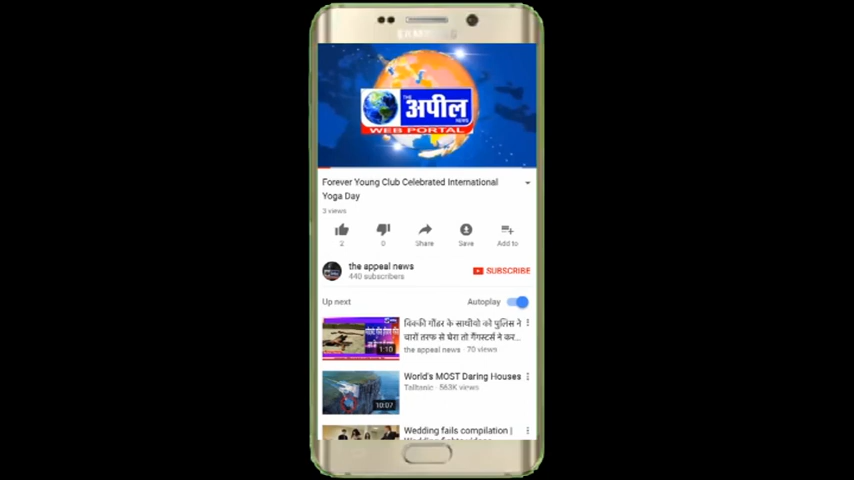 SAMSUNG
THE
अपील
NEWS
WEB PORTAL
Forever Young Club Celebrated International
Yoga Day
3 views
2
0
Share
Save
Add to
the appeal news
440 subscribers
SUBSCRIBE
Up next
Autoplay
विक्की गौंडर के साथीयो को पुलिस ने
चारों तरफ से घेरा तो गैंगस्टर्स ने कर...
the appeal news · 70 views
1:10
World's MOST Daring Houses
Talltanic · 563K views
10:07
Wedding fails compilation |